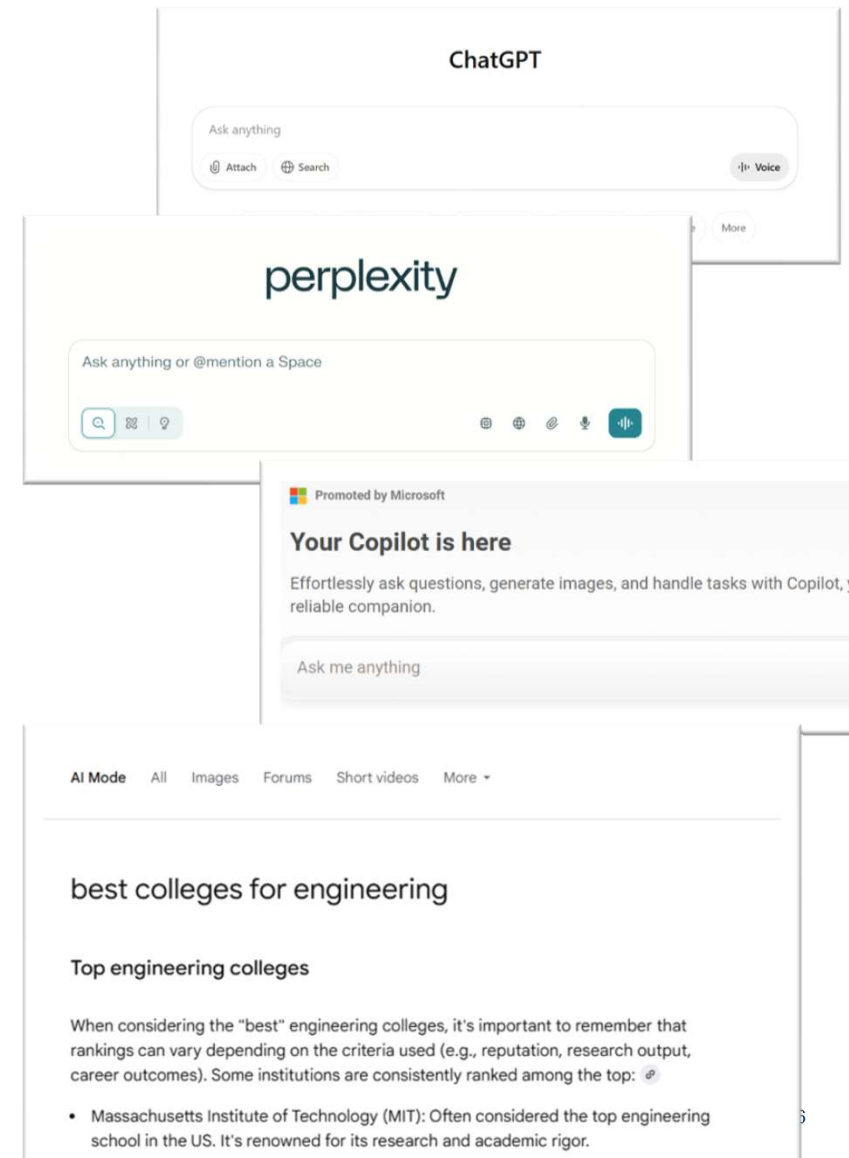 ChatGPT
Ask anything
Attach Search Voice
More
perplexity
Ask anything or @mention a Space
Promoted by Microsoft
Your Copilot is here
Effortlessly ask questions, generate images, and handle tasks with Copilot,
reliable companion.
Ask me anything
AI Mode All Images Forums Short videos More
best colleges for engineering
Top engineering colleges
When considering the "best" engineering colleges, it's important to remember that
rankings can vary depending on the criteria used (e.g., reputation, research output,
career outcomes). Some institutions are consistently ranked among the top:
• Massachusetts Institute of Technology (MIT): Often considered the top engineering
6
school in the US. It's renowned for its research and academic rigor.